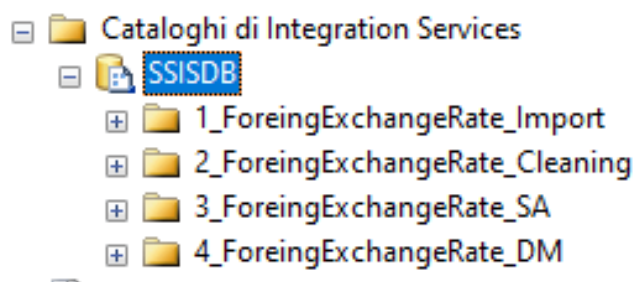 Cataloghi di Integration Services
SSISDB
1_ForeingExchangeRate_Import
2_ForeingExchangeRate_Cleaning
3_ForeingExchangeRate_SA
4_ForeingExchangeRate_DM